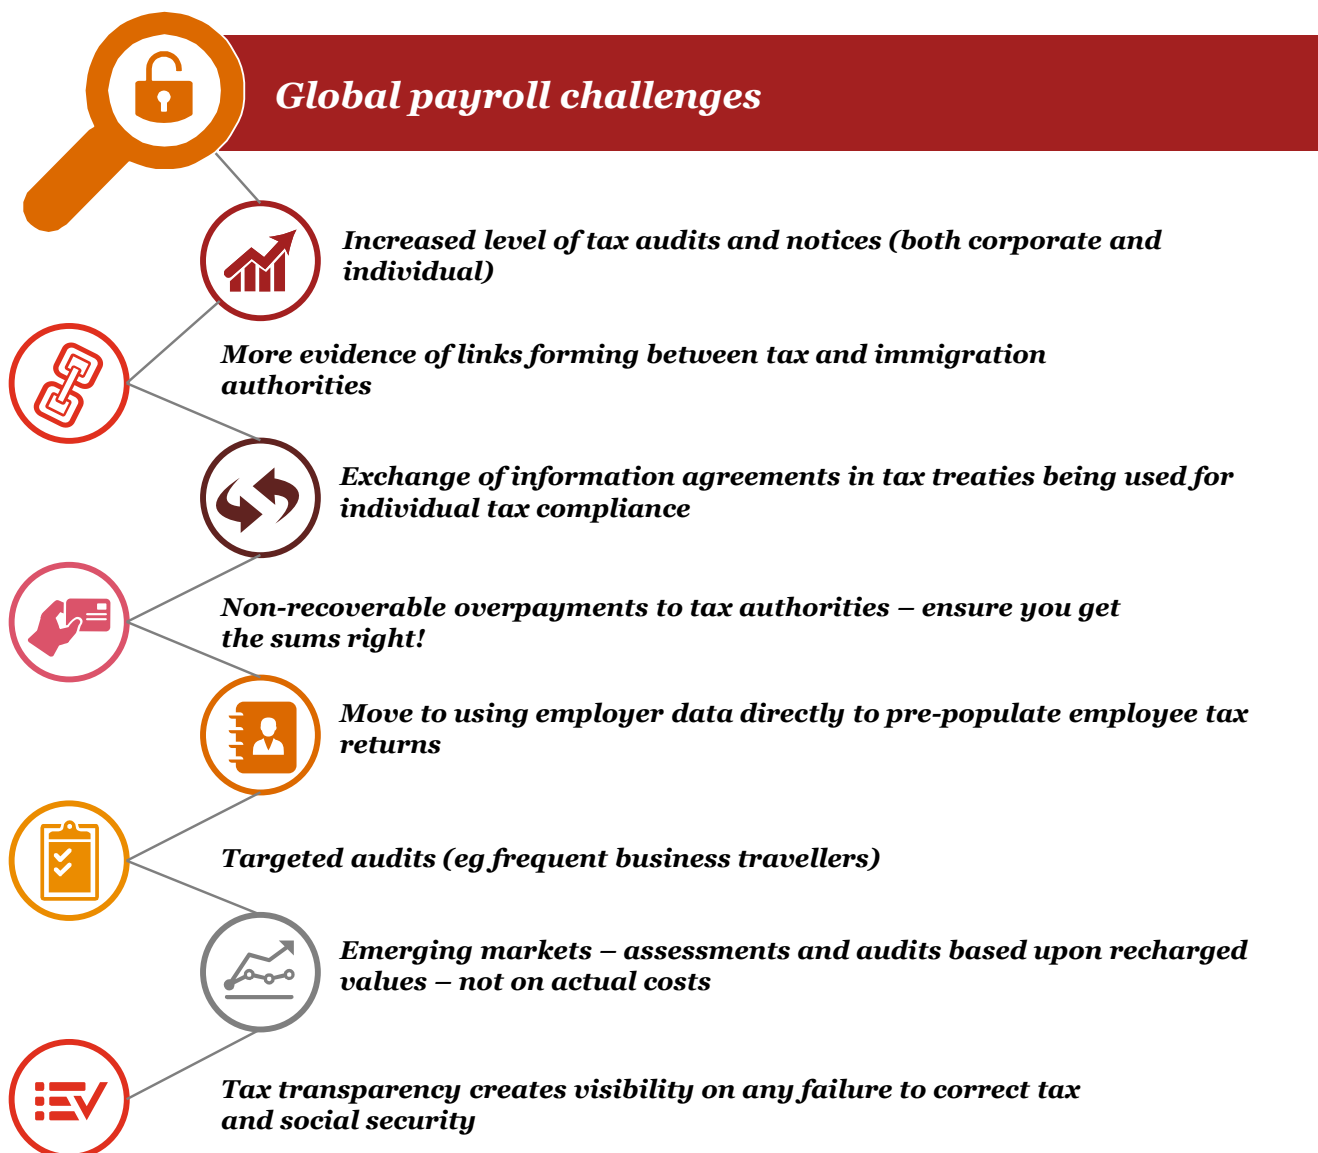 Global payroll challenges
Increased level of tax audits and notices (both corporate and
individual)
More evidence of links forming between tax and immigration
authorities
Exchange of information agreements in tax treaties being used for
individual tax compliance
Non-recoverable overpayments to tax authorities – ensure you get
the sums right!
Move to using employer data directly to pre-populate employee tax
returns
Targeted audits (eg frequent business travellers)
Emerging markets – assessments and audits based upon recharged
values – not on actual costs
Tax transparency creates visibility on any failure to correct tax
and social security